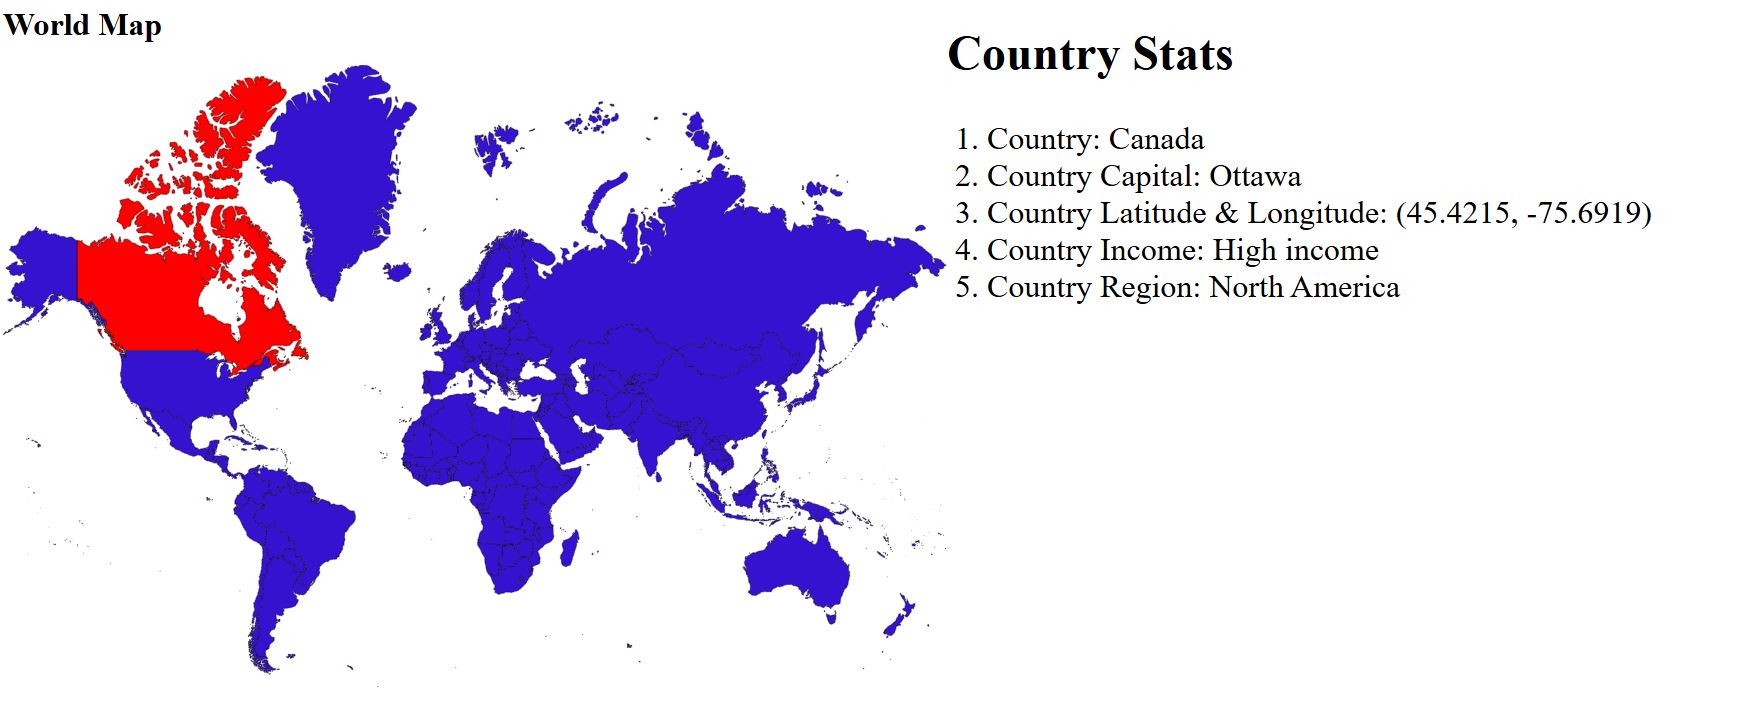 World Map
Country Stats
1. Country: Canada
2. Country Capital: Ottawa
3. Country Latitude & Longitude: (45.4215, -75.6919)
4. Country Income: High income
5. Country Region: North America